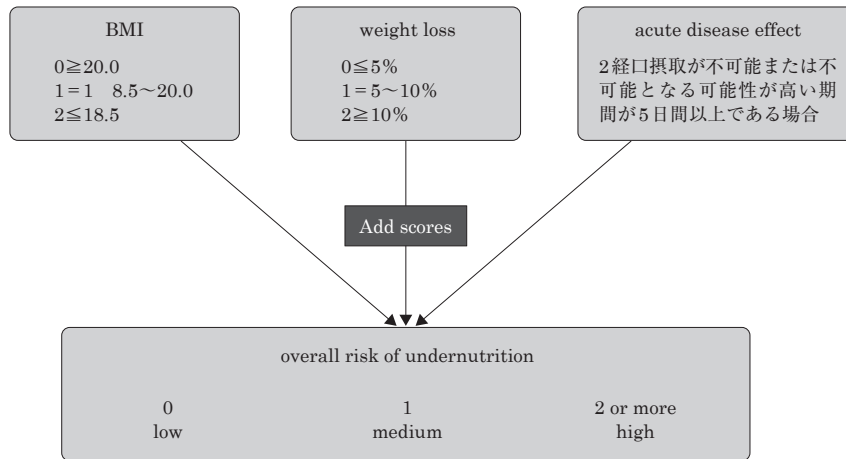 BMI
0≧20.0
1=1 8.5～20.0
2≦18.5
weight loss
0≦5%
1=5～10%
2≧10%
acute disease effect
2経口摂取が不可能または不
可能となる可能性が高い期
間が5日間以上である場合
Add scores
overall risk of undernutrition
0
low
1
medium
2 or more
high